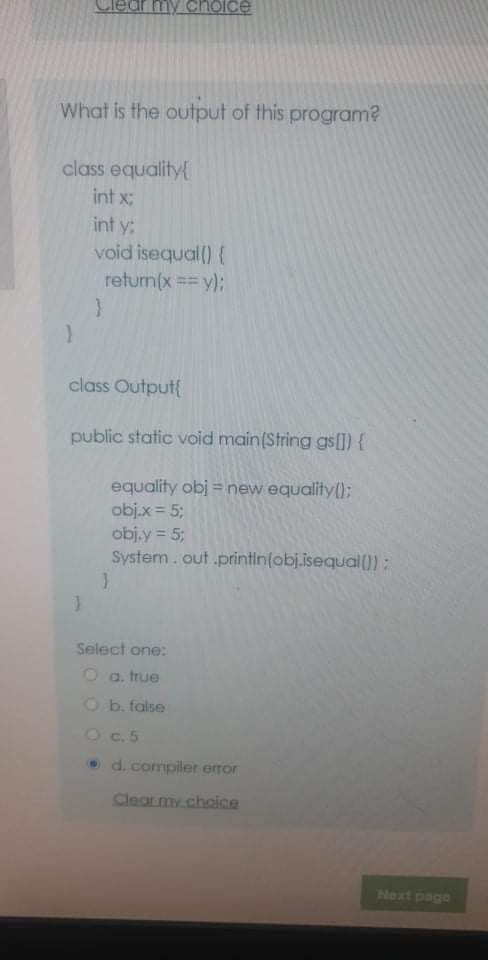 Clear my choice
What is the output of this program?
class equality{
int x;
int y;
void isequal() {
return(x == y);
}
}
class Output{
public static void main(String gs[]) {
equality obj = new equality();
obj.x = 5;
obj.y = 5;
System . out .println(obj.isequal()) ;
}
}
Select one:
a. true
b. false
c. 5
d. compiler error
Clear my choice
Next page